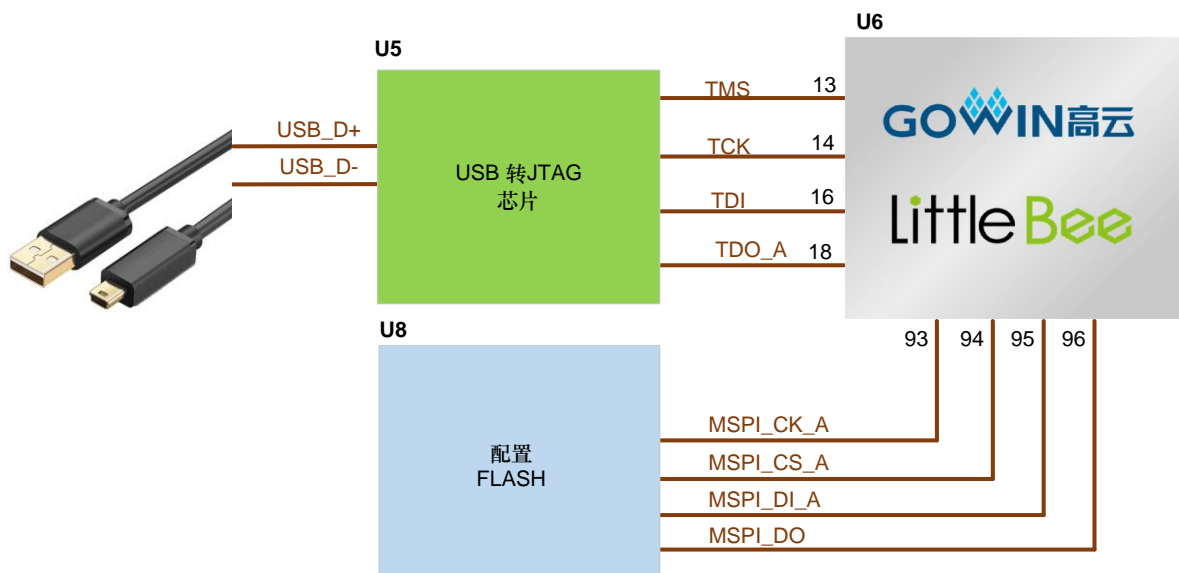 U6
U5
GOWIN高云
LittleBee
TMS
13
TCK
14
TDI
16
TDO_A
18
USB_D+
USB_D-
USB 转JTAG
芯片
U8
93
94
95
96
配置
FLASH
MSPI_CK_A
MSPI_CS_A
MSPI_DI_A
MSPI_DO